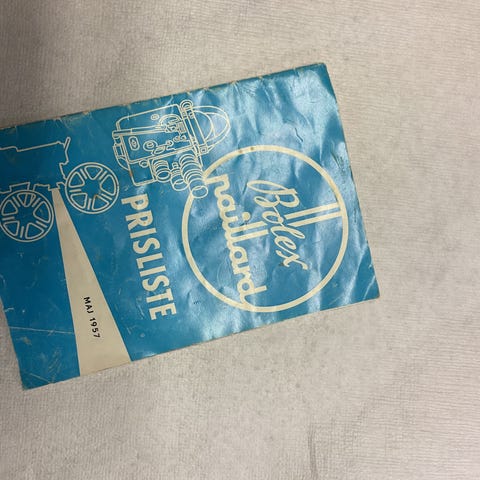 Bolex
Paillard
PRISLISTE
MAJ 1957